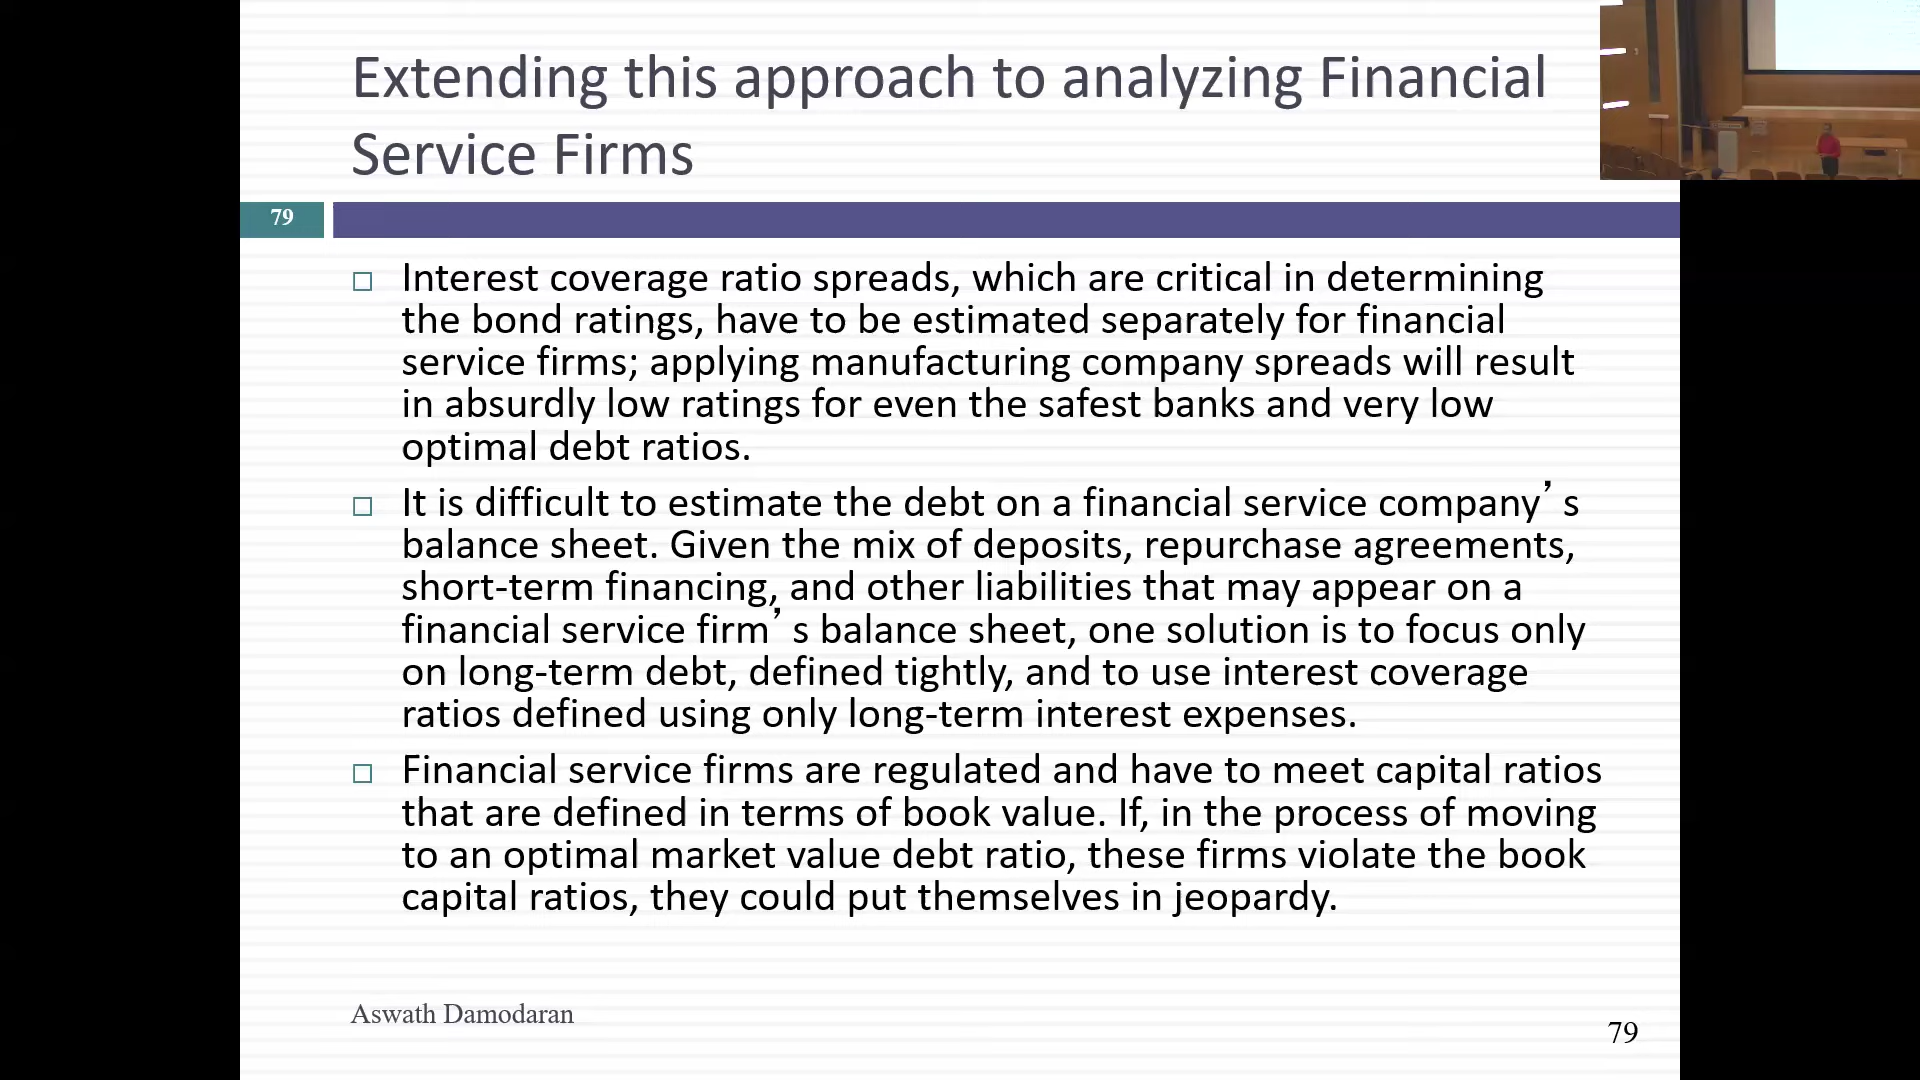 Extending this approach to analyzing Financial
Service Firms
79
Interest coverage ratio spreads, which are critical in determining
the bond ratings, have to be estimated separately for financial
service firms; applying manufacturing company spreads will result
in absurdly low ratings for even the safest banks and very low
optimal debt ratios.
It is difficult to estimate the debt on a financial service company’s
balance sheet. Given the mix of deposits, repurchase agreements,
short-term financing, and other liabilities that may appear on a
financial service firm’s balance sheet, one solution is to focus only
on long-term debt, defined tightly, and to use interest coverage
ratios defined using only long-term interest expenses.
Financial service firms are regulated and have to meet capital ratios
that are defined in terms of book value. If, in the process of moving
to an optimal market value debt ratio, these firms violate the book
capital ratios, they could put themselves in jeopardy.
Aswath Damodaran
79